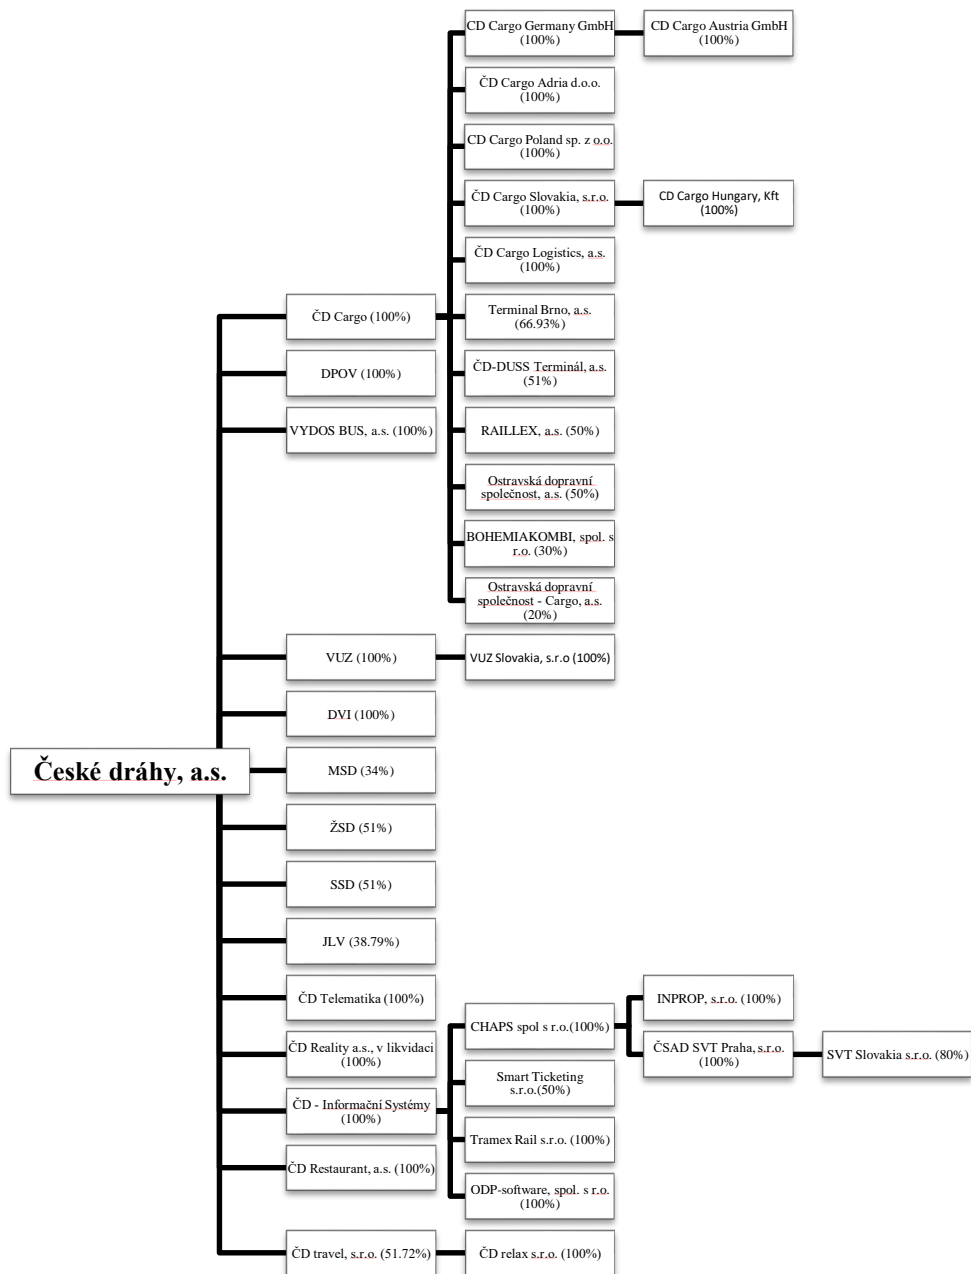 CD Cargo Germany GmbH
(100%)
CD Cargo Austria GmbH
(100%)
ČD Cargo Adria d.o.o.
(100%)
CD Cargo Poland sp. z o.o.
(100%)
ČD Cargo Slovakia, s.r.o.
(100%)
CD Cargo Hungary, Kft
(100%)
ČD Cargo Logistics, a.s.
(100%)
ČD Cargo (100%)
Terminal Brno, a.s.
(66.93%)
DPOV (100%)
ČD-DUSS Terminál, a.s.
(51%)
VYDOS BUS, a.s. (100%)
RAILLEX, a.s. (50%)
Ostravská dopravní
společnost, a.s. (50%)
BOHEMIAKOMBI, spol. s
r.o. (30%)
Ostravská dopravní
společnost - Cargo, a.s.
(20%)
VUZ (100%)
VUZ Slovakia, s.r.o (100%)
DVI (100%)
České dráhy, a.s.
MSD (34%)
ŽSD (51%)
SSD (51%)
JLV (38.79%)
ČD Telematika (100%)
CHAPS spol s r.o.(100%)
INPROP, s.r.o. (100%)
ČD Reality a.s., v likvidaci
(100%)
ČSAD SVT Praha, s.r.o.
(100%)
SVT Slovakia s.r.o. (80%)
Smart Ticketing
s.r.o.(50%)
ČD - Informační Systémy
(100%)
Tramex Rail s.r.o. (100%)
ČD Restaurant, a.s. (100%)
ODP-software, spol. s r.o.
(100%)
ČD travel, s.r.o. (51.72%)
ČD relax s.r.o. (100%)